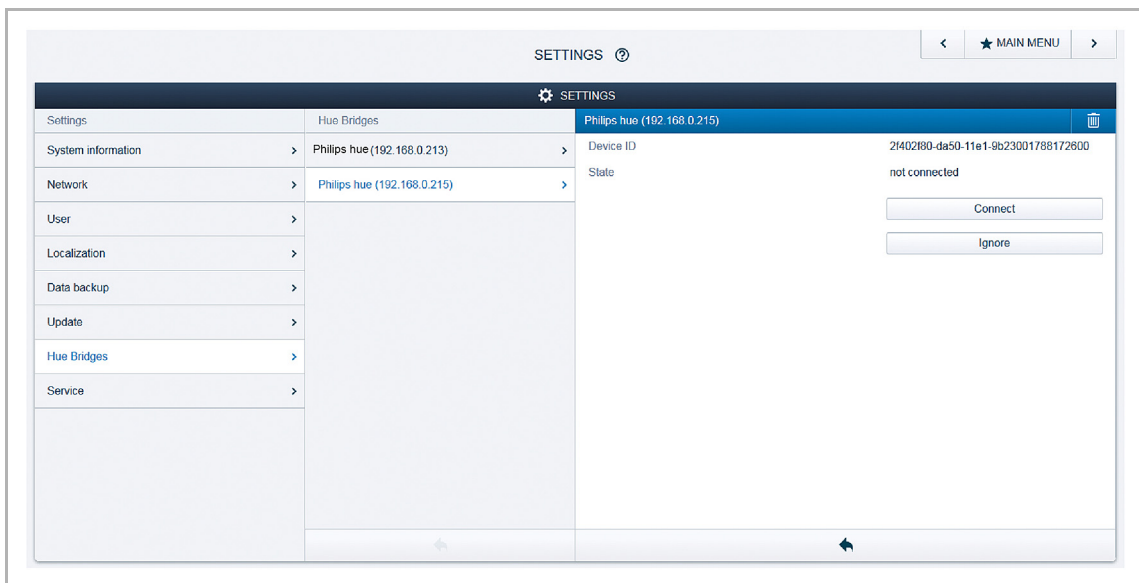 SETTINGS ?
★ MAIN MENU
SETTINGS
Settings
System information
Network
User
Localization
Data backup
Update
Hue Bridges
Service
Hue Bridges
Philips hue (192.168.0.213)
Philips hue (192.168.0.215)
Philips hue (192.168.0.215)
Device ID 2f402f80-da50-11e1-9b23001788172600
State not connected
Connect
Ignore